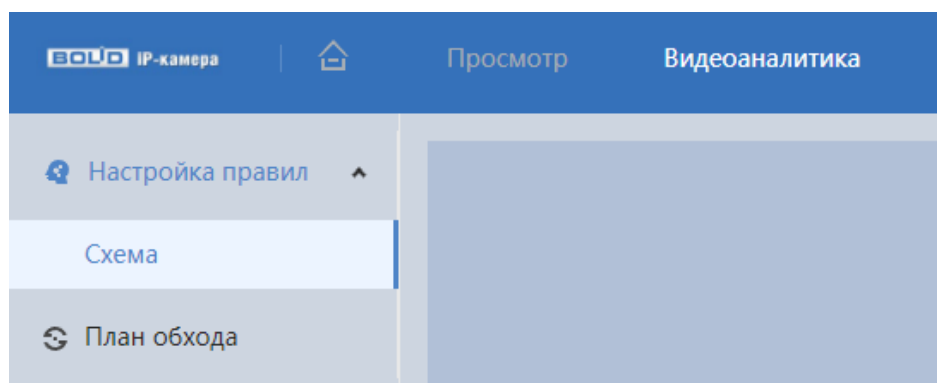 BOLID IP-камера
Просмотр
Видеоаналитика
Настройка правил
Схема
План обхода